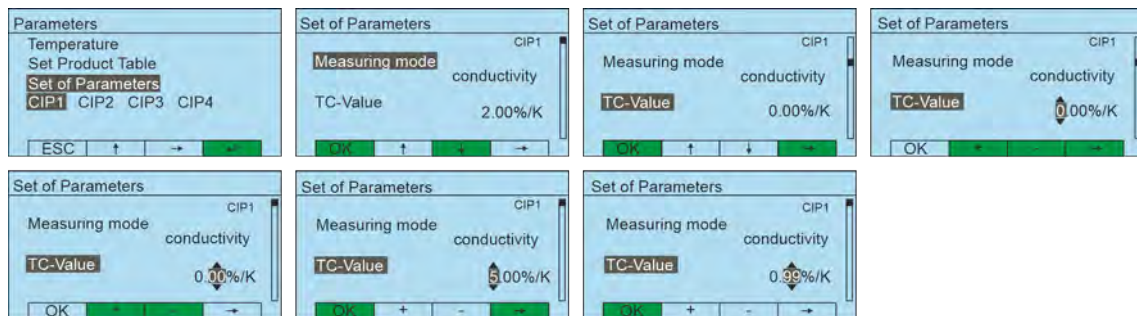 Parameters
Temperature
Set Product Table
Set of Parameters
CIP1 CIP2 CIP3 CIP4
ESC ↑ → ↵
Set of Parameters
CIP1
Measuring mode
conductivity
TC-Value
2.00%/K
OK ↑ ↓ →
Set of Parameters
CIP1
Measuring mode
conductivity
TC-Value
0.00%/K
OK ↑ ↓ →
Set of Parameters
CIP1
Measuring mode
conductivity
TC-Value
0.00%/K
OK + - →
Set of Parameters
CIP1
Measuring mode
conductivity
TC-Value
0.00%/K
OK + - →
Set of Parameters
CIP1
Measuring mode
conductivity
TC-Value
5.00%/K
OK + - →
Set of Parameters
CIP1
Measuring mode
conductivity
TC-Value
0.99%/K
OK + - →